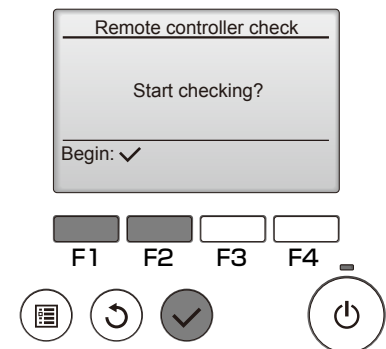 Remote controller check
Start checking?
Begin: ✓
F1 F2 F3 F4